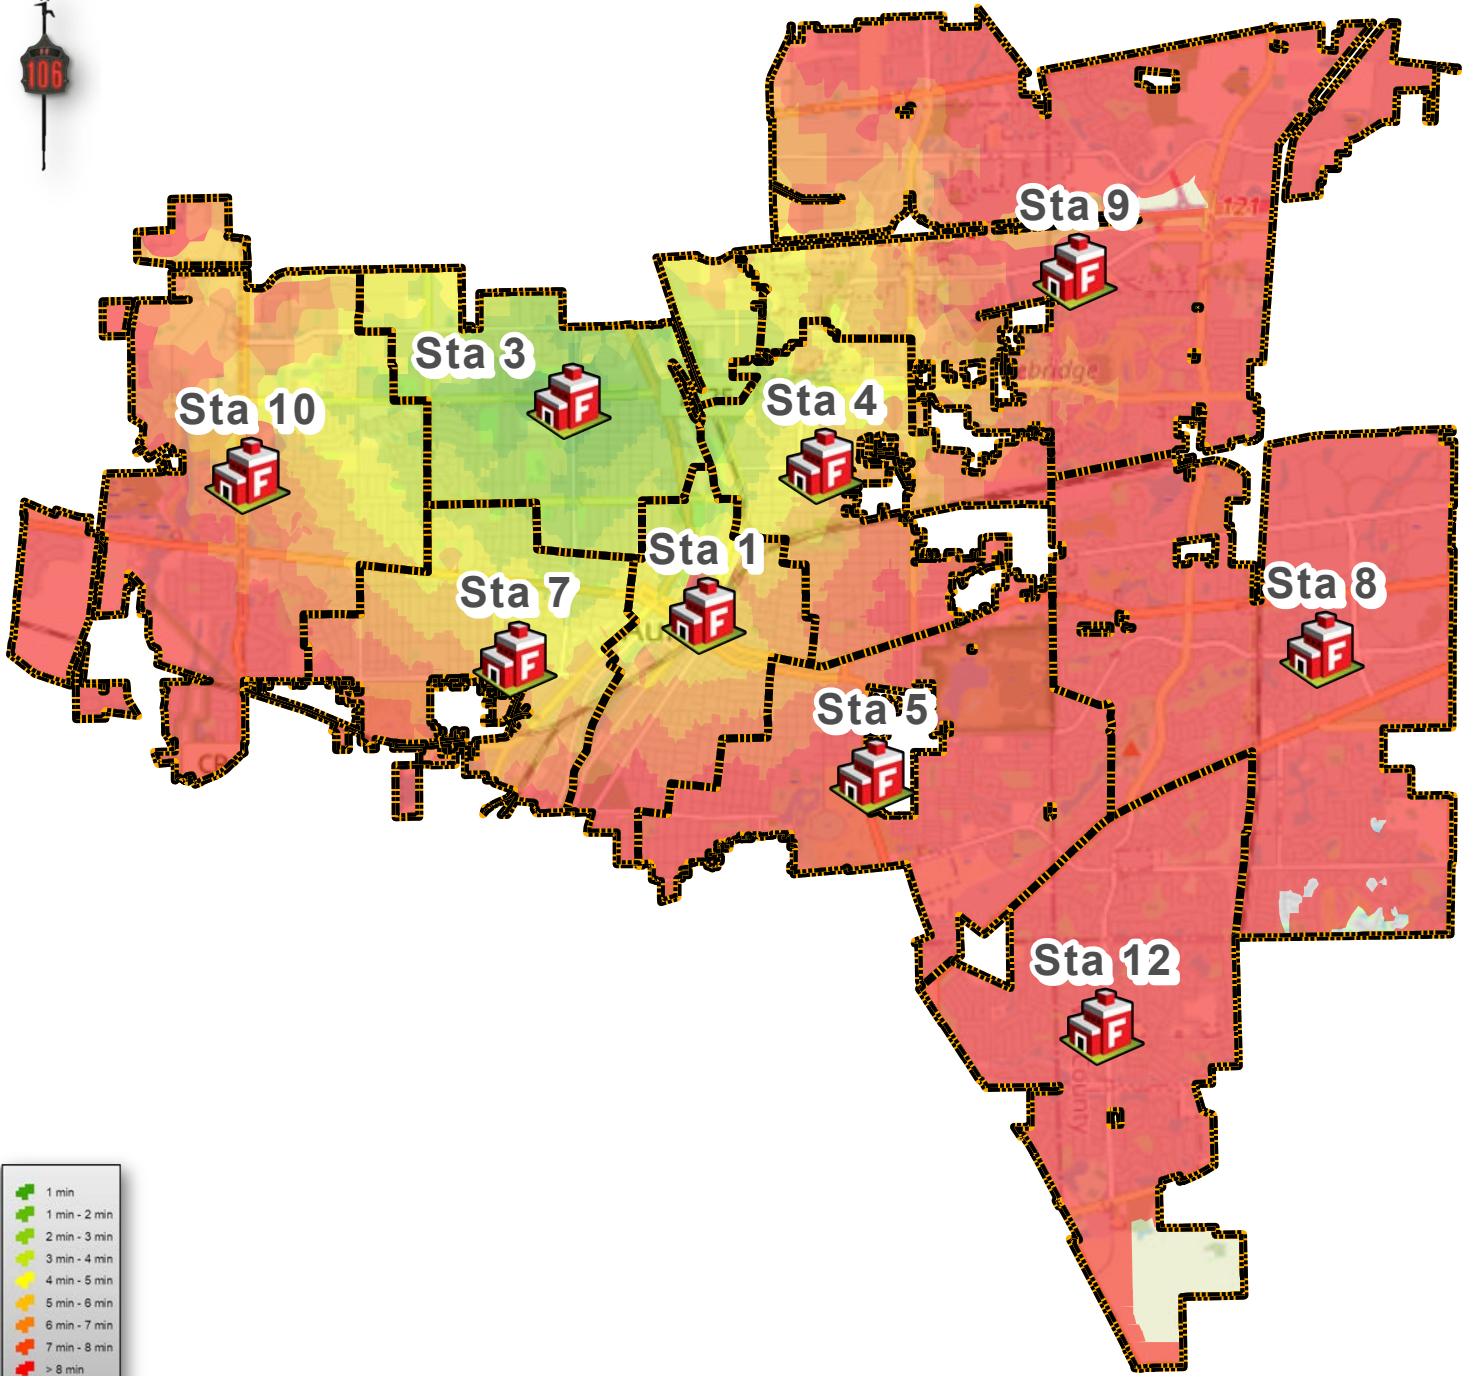 106
Sta 9
121
Sta 3
Sta 10
Sta 4
Sta 1
Sta 7
Sta 8
Sta 5
Sta 12
County
1 min
1 min - 2 min
2 min - 3 min
3 min - 4 min
4 min - 5 min
5 min - 6 min
6 min - 7 min
7 min - 8 min
> 8 min
F
F
F
F
F
F
F
F
F